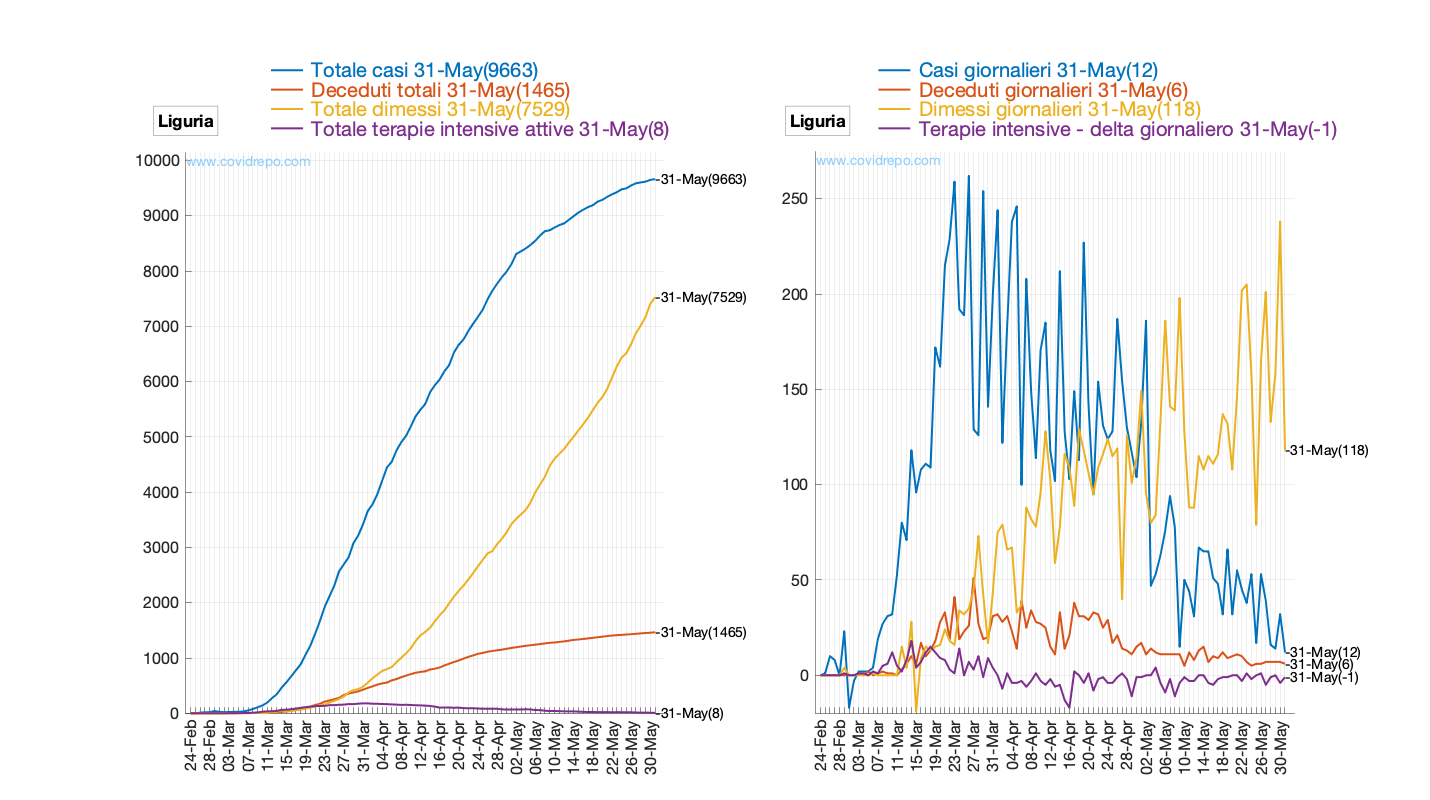 Totale casi 31-May(9663)
Deceduti totali 31-May(1465)
Totale dimessi 31-May(7529)
Totale terapie intensive attive 31-May(8)
Liguria
www.covidrepo.com
10000
9000
8000
7000
6000
5000
4000
3000
2000
1000
0
31-May(9663)
31-May(7529)
31-May(1465)
31-May(8)
24-Feb
28-Feb
03-Mar
07-Mar
11-Mar
15-Mar
19-Mar
23-Mar
27-Mar
31-Mar
04-Apr
08-Apr
12-Apr
16-Apr
20-Apr
24-Apr
28-Apr
02-May
06-May
10-May
14-May
18-May
22-May
26-May
30-May
Casi giornalieri 31-May(12)
Deceduti giornalieri 31-May(6)
Dimessi giornalieri 31-May(118)
Terapie intensive - delta giornaliero 31-May(-1)
Liguria
www.covidrepo.com
250
200
150
100
50
0
31-May(118)
31-May(12)
31-May(6)
31-May(-1)
24-Feb
28-Feb
03-Mar
07-Mar
11-Mar
15-Mar
19-Mar
23-Mar
27-Mar
31-Mar
04-Apr
08-Apr
12-Apr
16-Apr
20-Apr
24-Apr
28-Apr
02-May
06-May
10-May
14-May
18-May
22-May
26-May
30-May